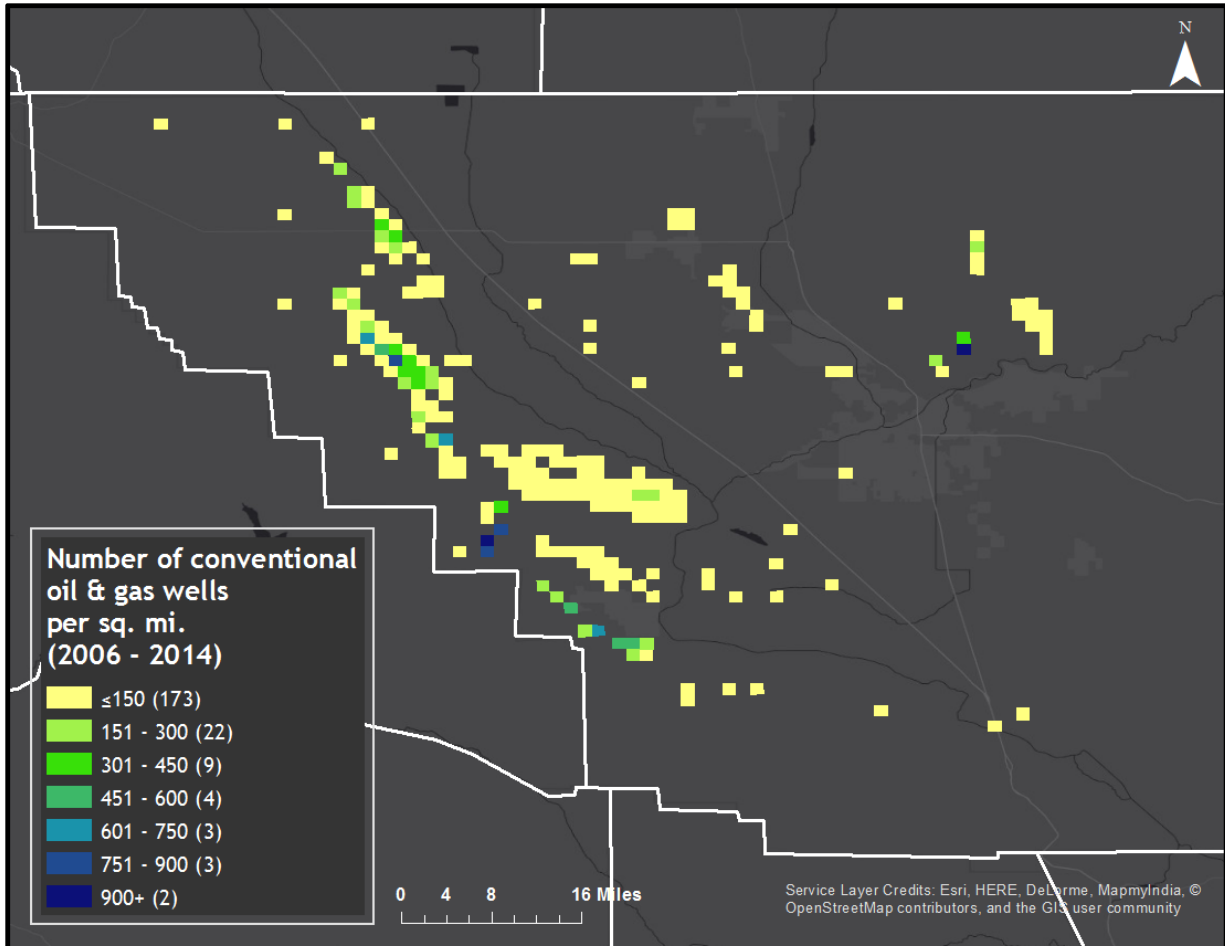 N
Number of conventional
oil & gas wells
per sq. mi.
(2006 - 2014)
≤150 (173)
151 - 300 (22)
301 - 450 (9)
451 - 600 (4)
601 - 750 (3)
751 - 900 (3)
900+ (2)
0 4 8 16 Miles
Service Layer Credits: Esri, HERE, DeLorme, MapmyIndia, ©
OpenStreetMap contributors, and the GIS user community